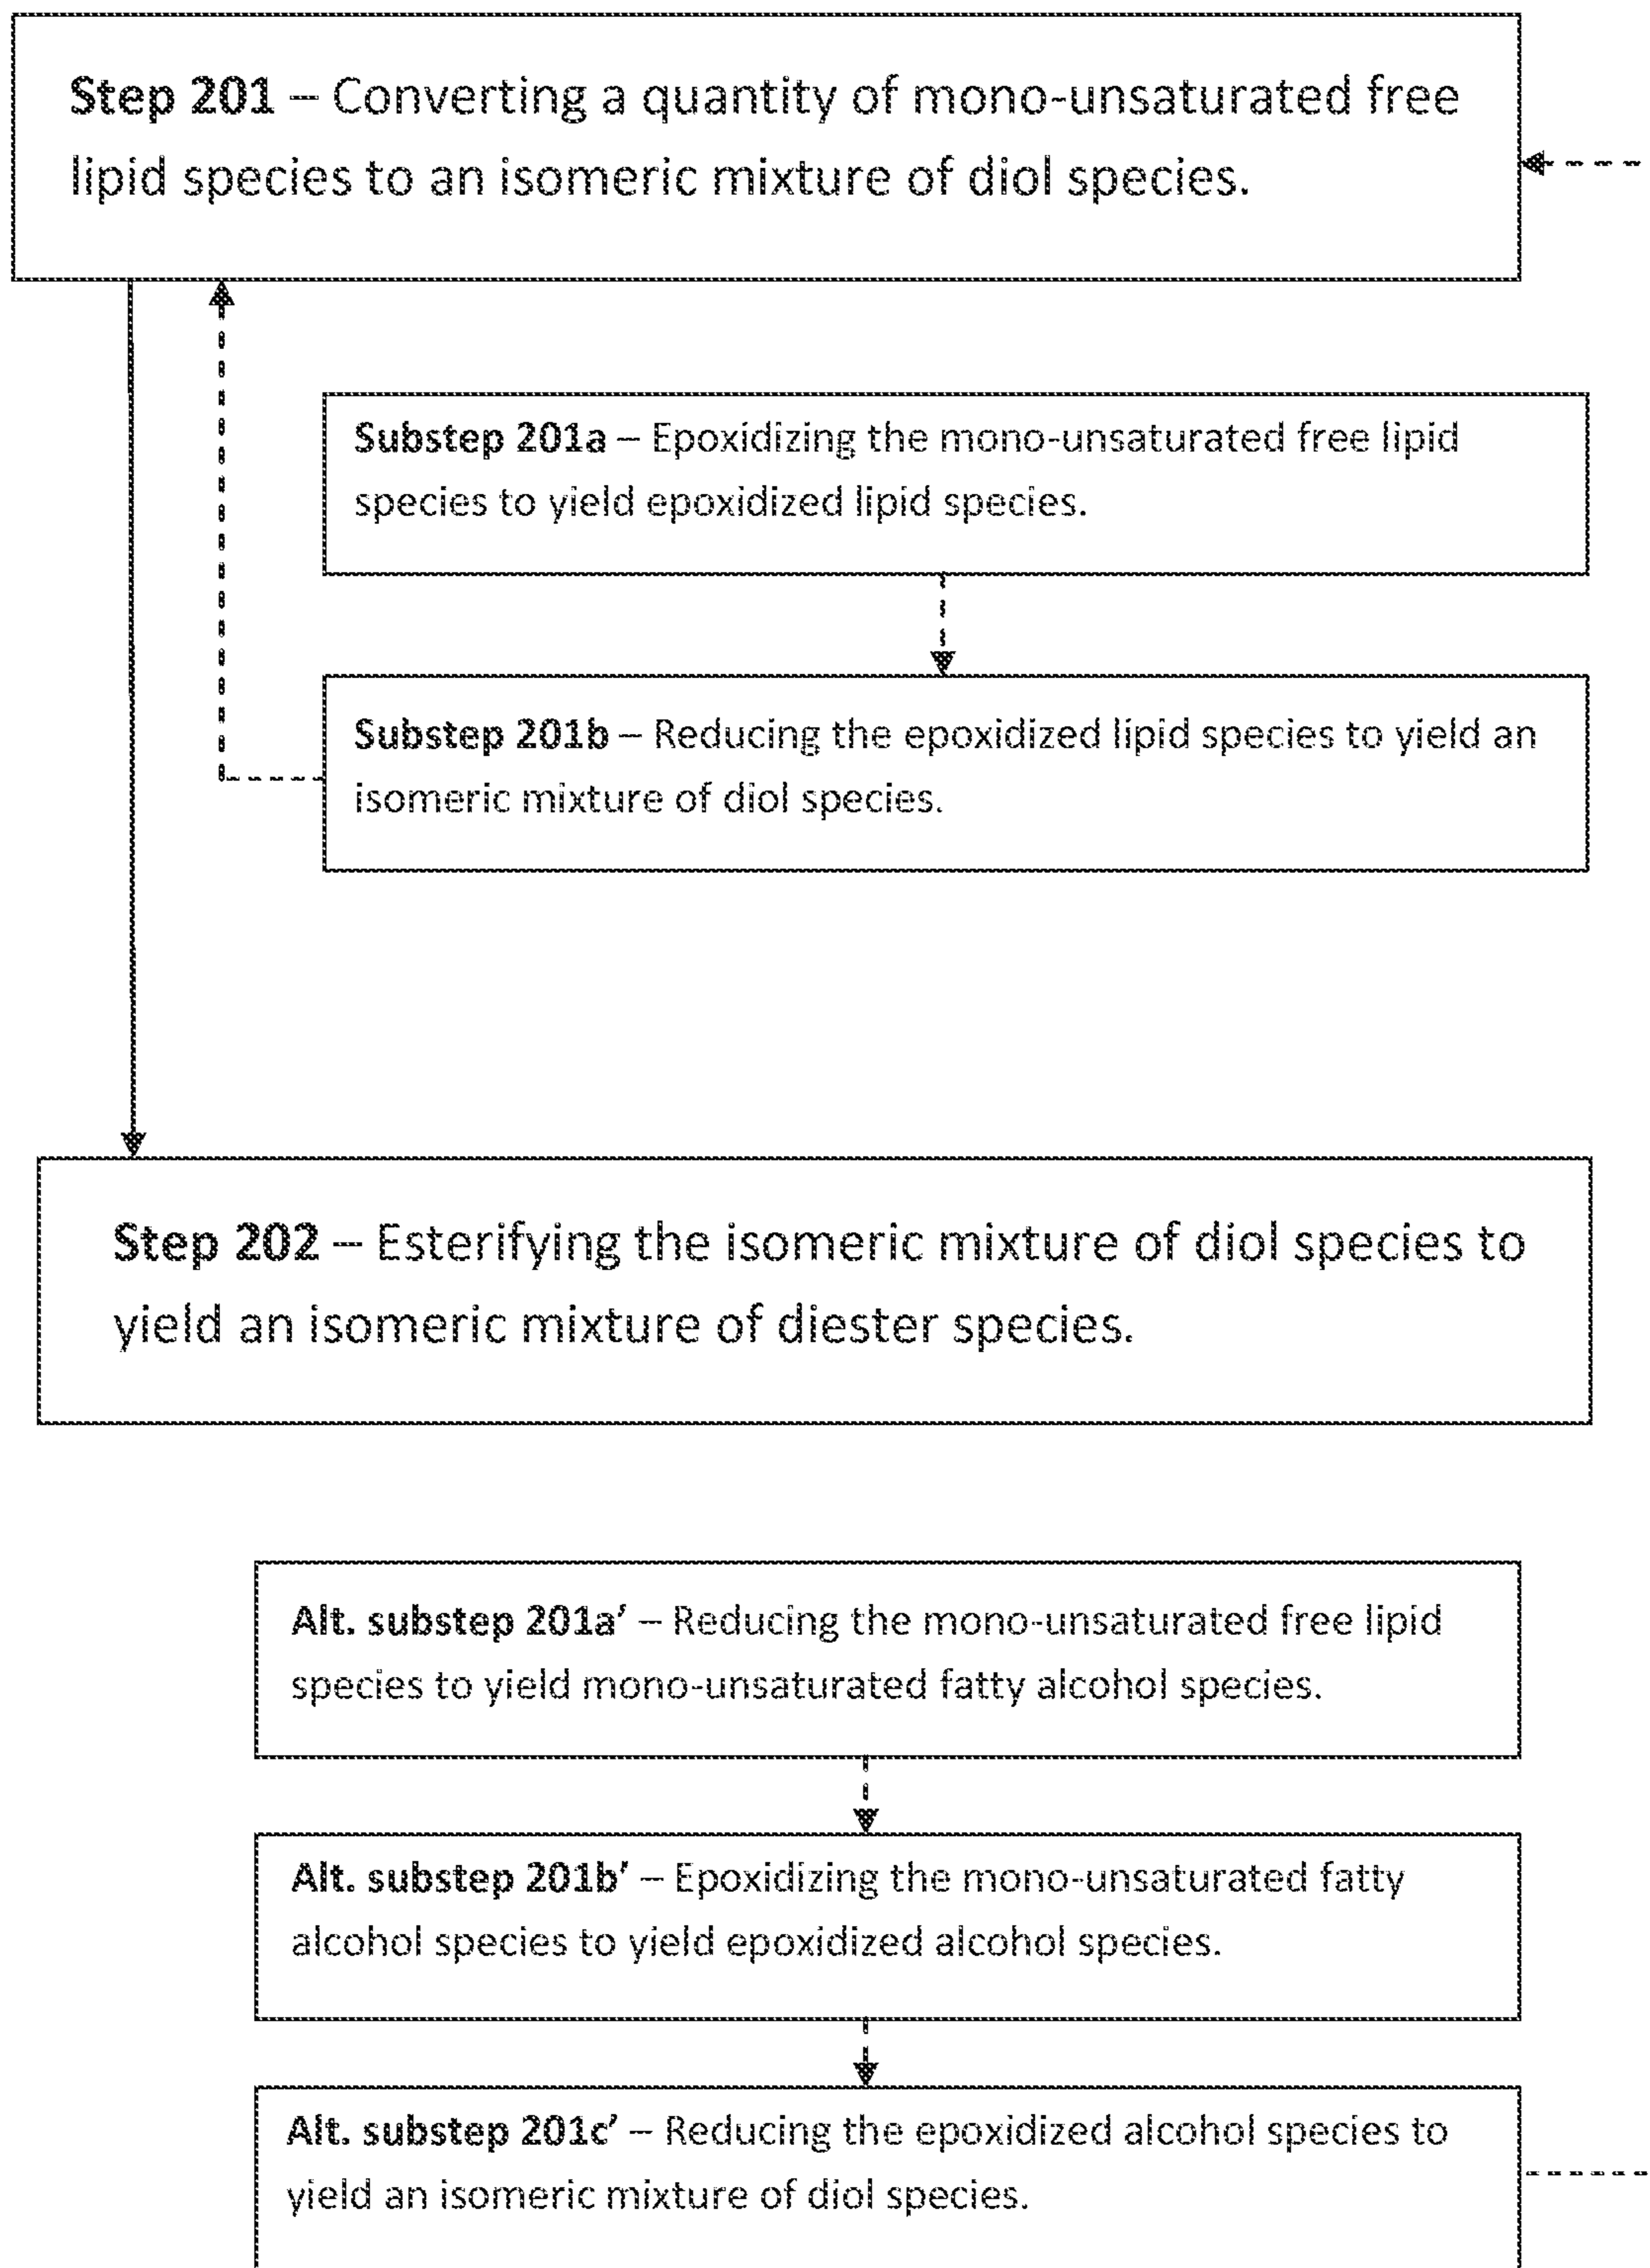 Step 201 – Converting a quantity of mono-unsaturated free
lipid species to an isomeric mixture of diol species.
Substep 201a – Epoxidizing the mono-unsaturated free lipid
species to yield epoxidized lipid species.
Substep 201b – Reducing the epoxidized lipid species to yield an
isomeric mixture of diol species.
Step 202 – Esterifying the isomeric mixture of diol species to
yield an isomeric mixture of diester species.
Alt. substep 201a’ – Reducing the mono-unsaturated free lipid
species to yield mono-unsaturated fatty alcohol species.
Alt. substep 201b’ – Epoxidizing the mono-unsaturated fatty
alcohol species to yield epoxidized alcohol species.
Alt. substep 201c’ – Reducing the epoxidized alcohol species to
yield an isomeric mixture of diol species.